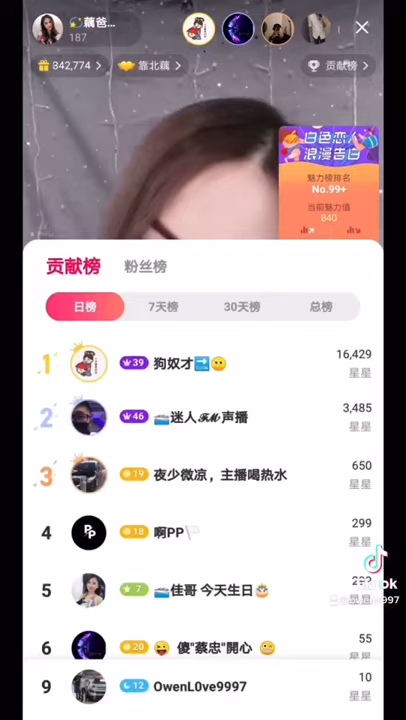 藕爸...
187
342,774
靠北藕
贡献榜
白色恋人
浪漫告白
魅力榜排名
No.99+
当前魅力值
840
贡献榜
粉丝榜
日榜
7天榜
30天榜
总榜
1
39
狗奴才➡️😶
16,429
星星
2
46
迷人𝓕𝓜声播
3,485
星星
3
19
夜少微凉，主播喝热水
650
星星
4
18
啊PP🏳
299
星星
5
7
佳哥 今天生日🎂
星星
6
20
😜 傻"蔡忠"開心 🙄
55
星星
9
12
OwenL0ve9997
10
星星